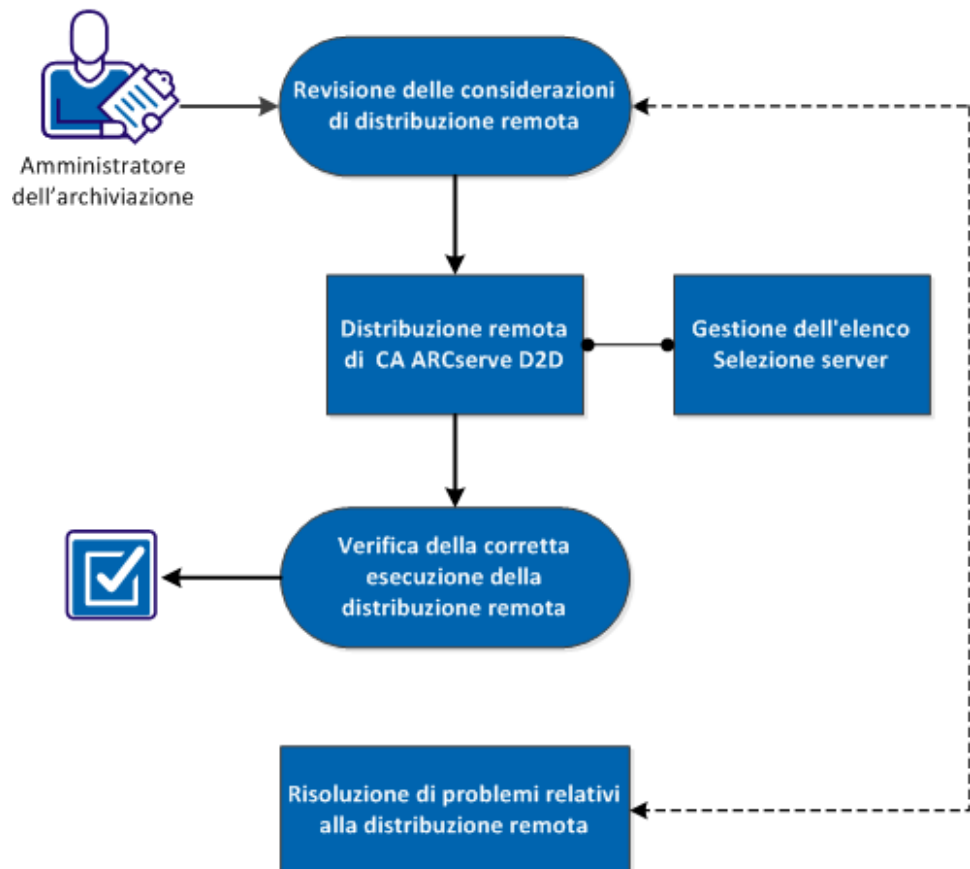 Revisione delle considerazioni
di distribuzione remota
Amministratore
dell'archiviazione
Distribuzione remota
di CA ARCserve D2D
Gestione dell'elenco
Selezione server
Verifica della corretta
esecuzione della
distribuzione remota
Risoluzione di problemi relativi
alla distribuzione remota